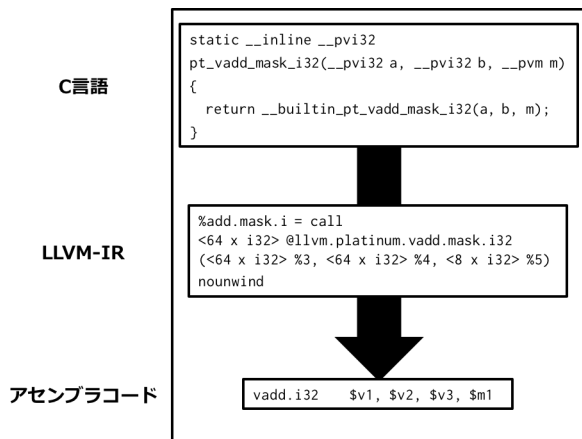 C言語
static __inline __pvi32
pt_vadd_mask_i32(__pvi32 a, __pvi32 b, __pvm m)
{
  return __builtin_pt_vadd_mask_i32(a, b, m);
}
LLVM-IR
%add.mask.i = call
<64 x i32> @llvm.platinum.vadd.mask.i32
(<64 x i32> %3, <64 x i32> %4, <8 x i32> %5)
nounwind
アセンブラコード
vadd.i32    $v1, $v2, $v3, $m1